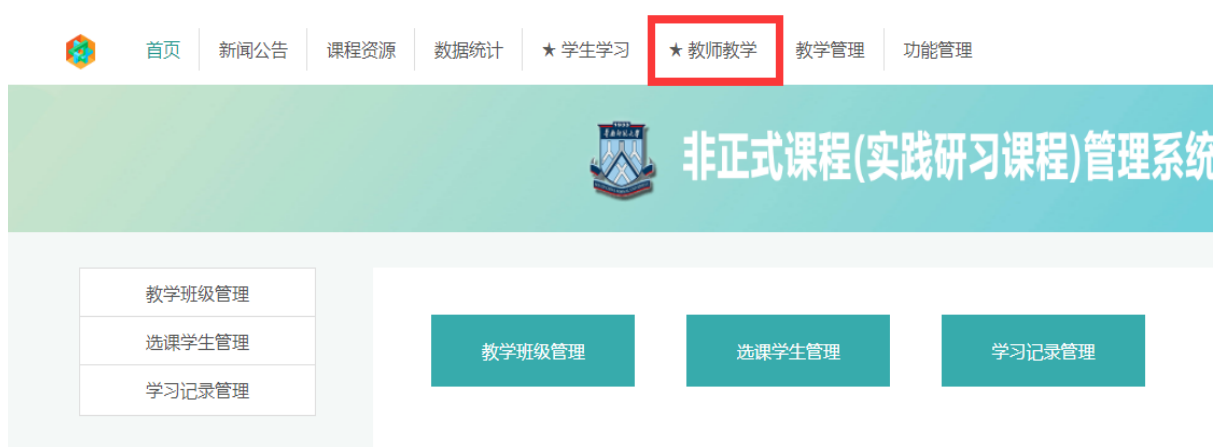 首页 新闻公告 课程资源 数据统计 ★ 学生学习 ★ 教师教学 教学管理 功能管理
非正式课程(实践研习课程)管理系统
教学班级管理
选课学生管理
学习记录管理
教学班级管理 选课学生管理 学习记录管理